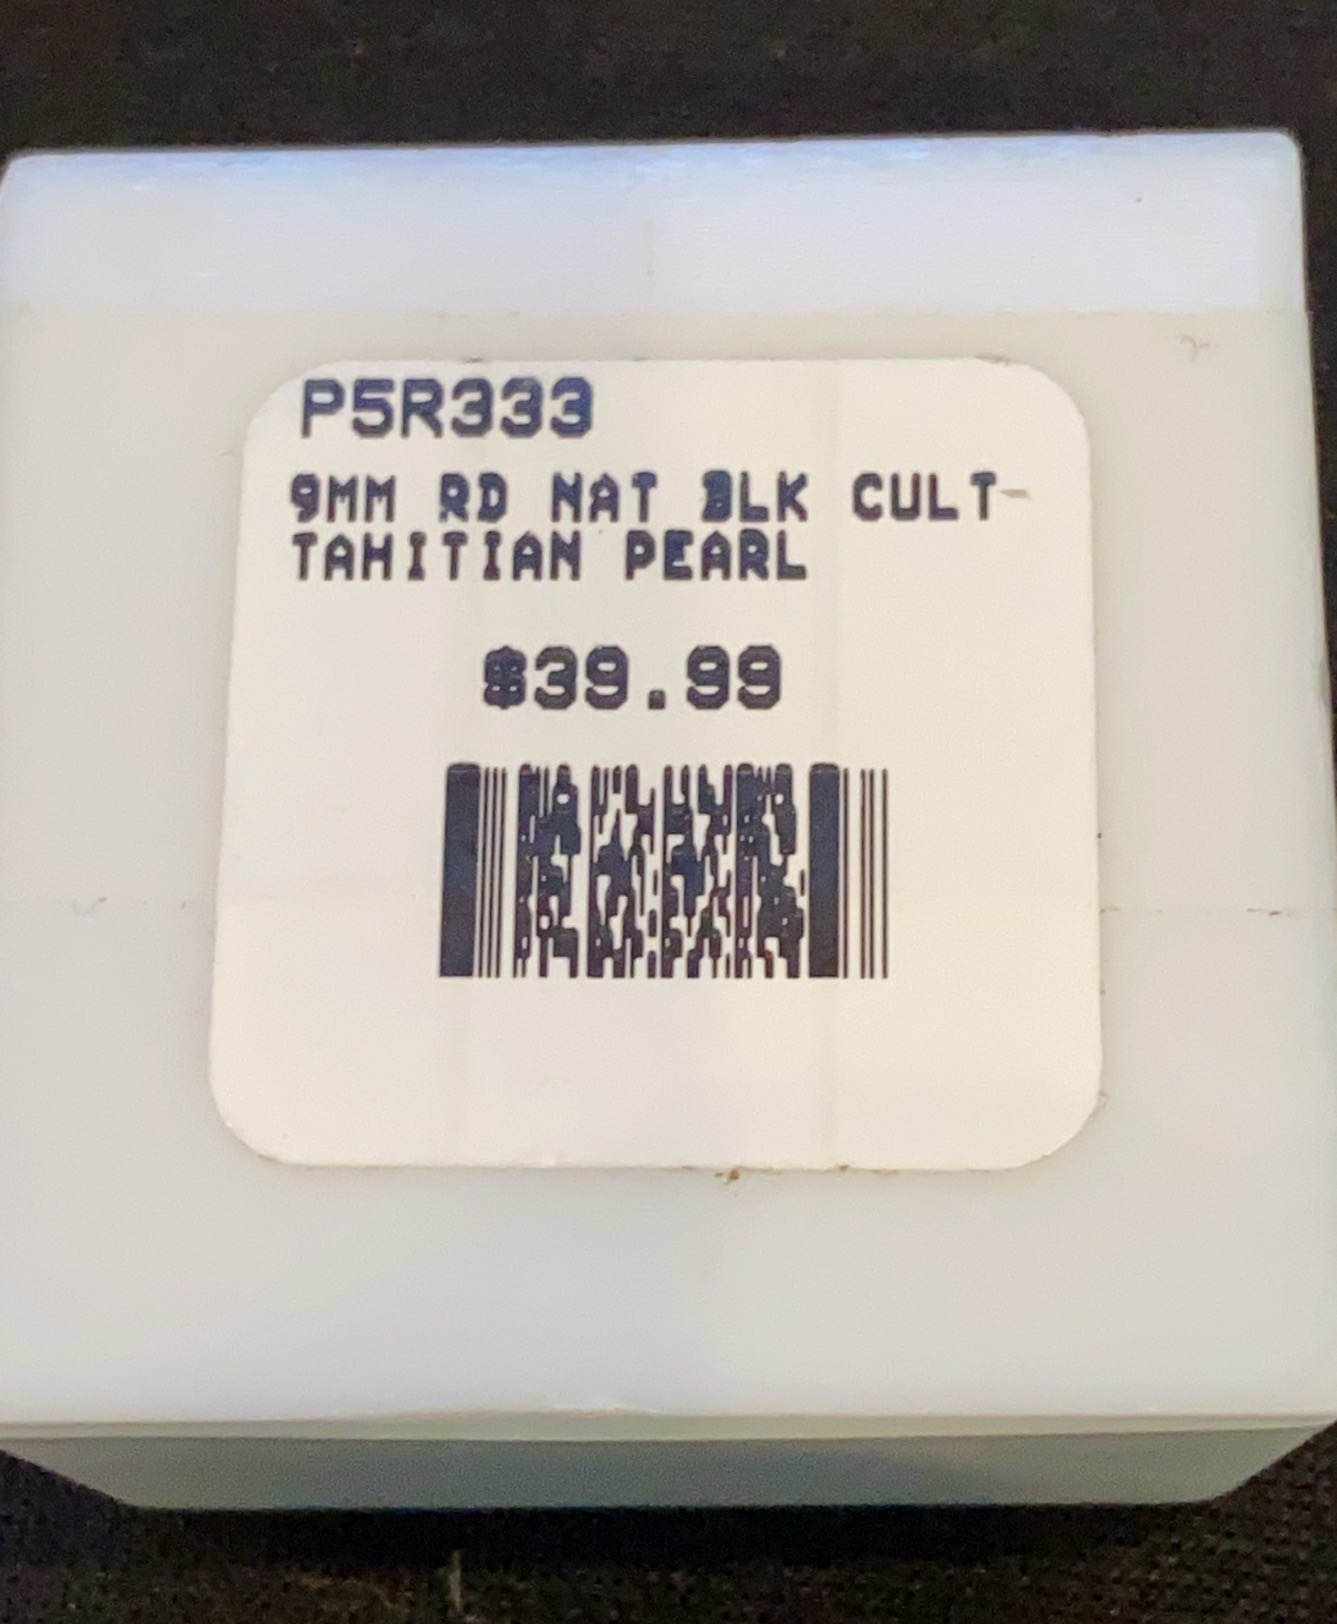 P5R333
9MM RD NAT BLK CULT
TAHITIAN PEARL
$39.99